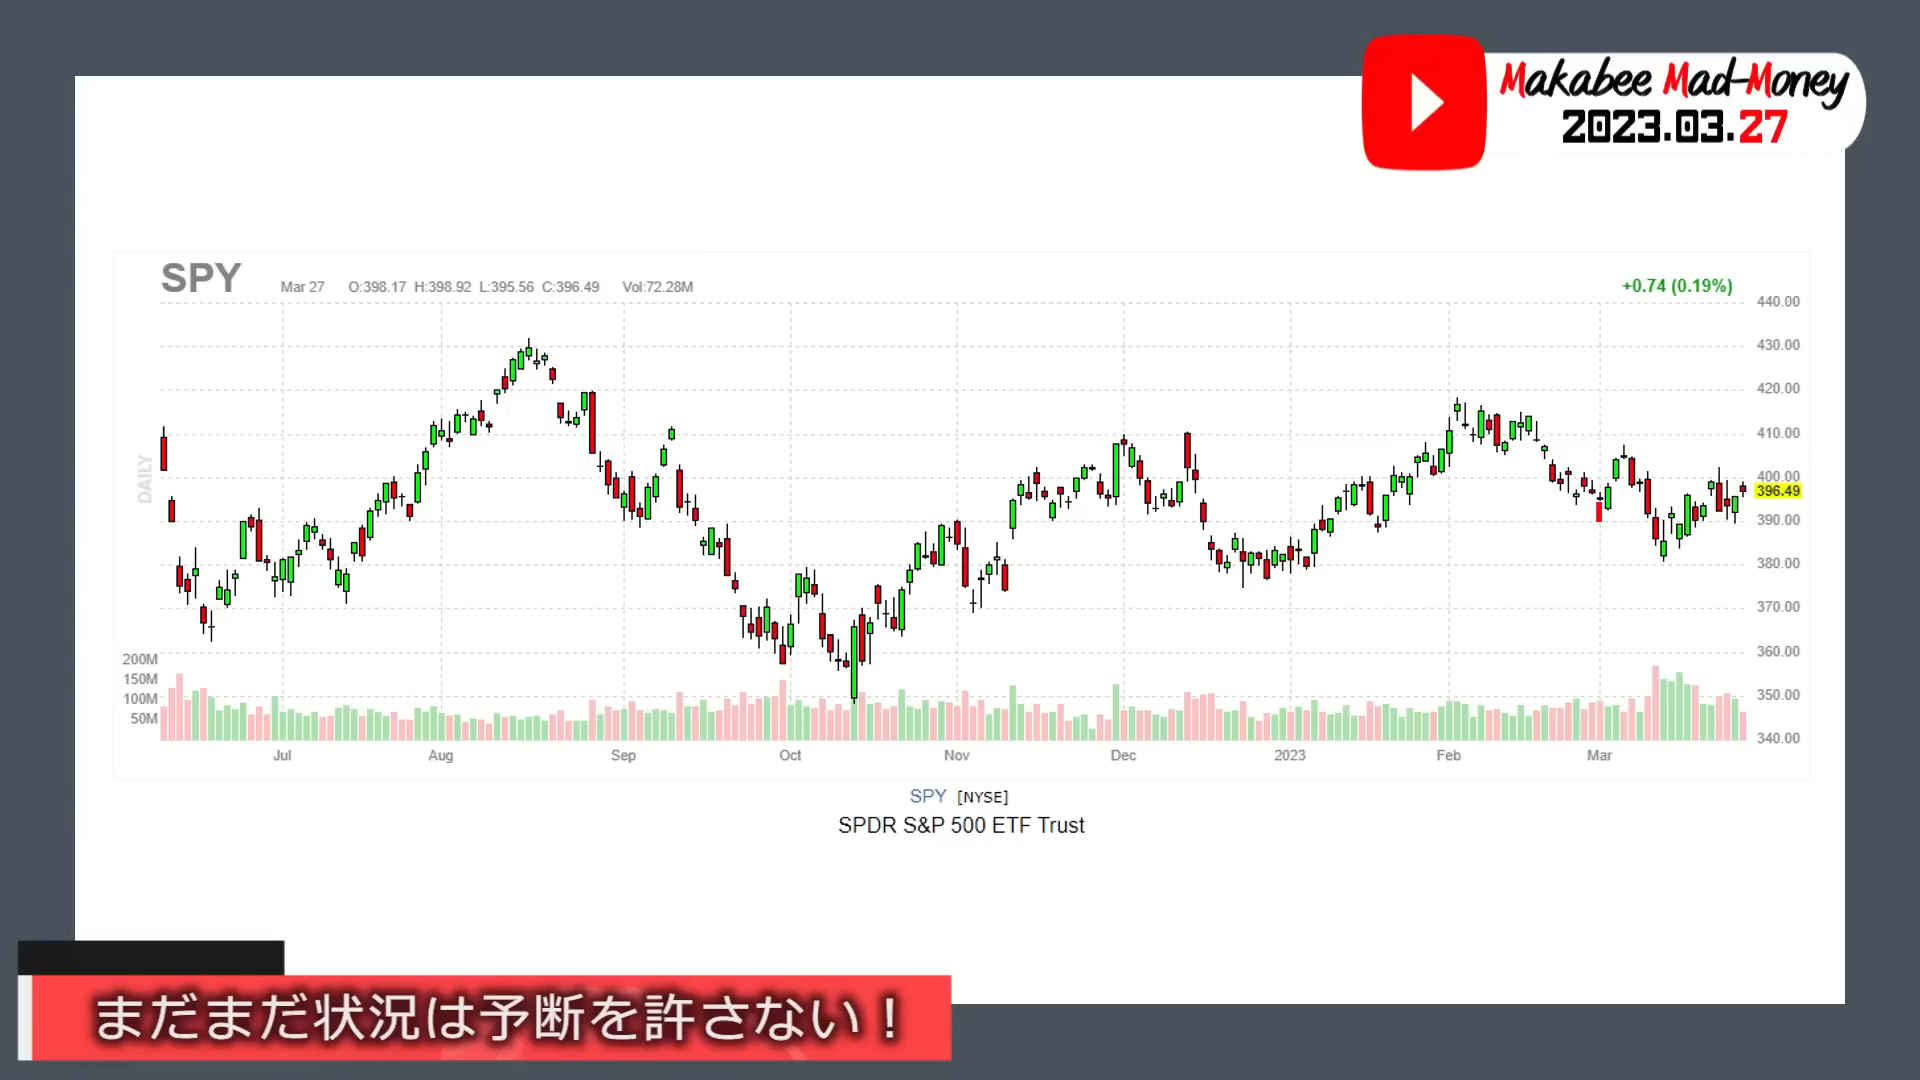 Makabee Mad-Money
2023.03.27
SPY Mar 27 O:398.17 H:398.92 L:395.56 C:396.49 Vol:72.28M +0.74 (0.19%)
440.00
430.00
420.00
410.00
400.00
396.49
390.00
380.00
370.00
360.00
350.00
340.00
DAILY
200M
150M
100M
50M
Jul Aug Sep Oct Nov Dec 2023 Feb Mar
SPY [NYSE]
SPDR S&P 500 ETF Trust
まだまだ状況は予断を許さない！